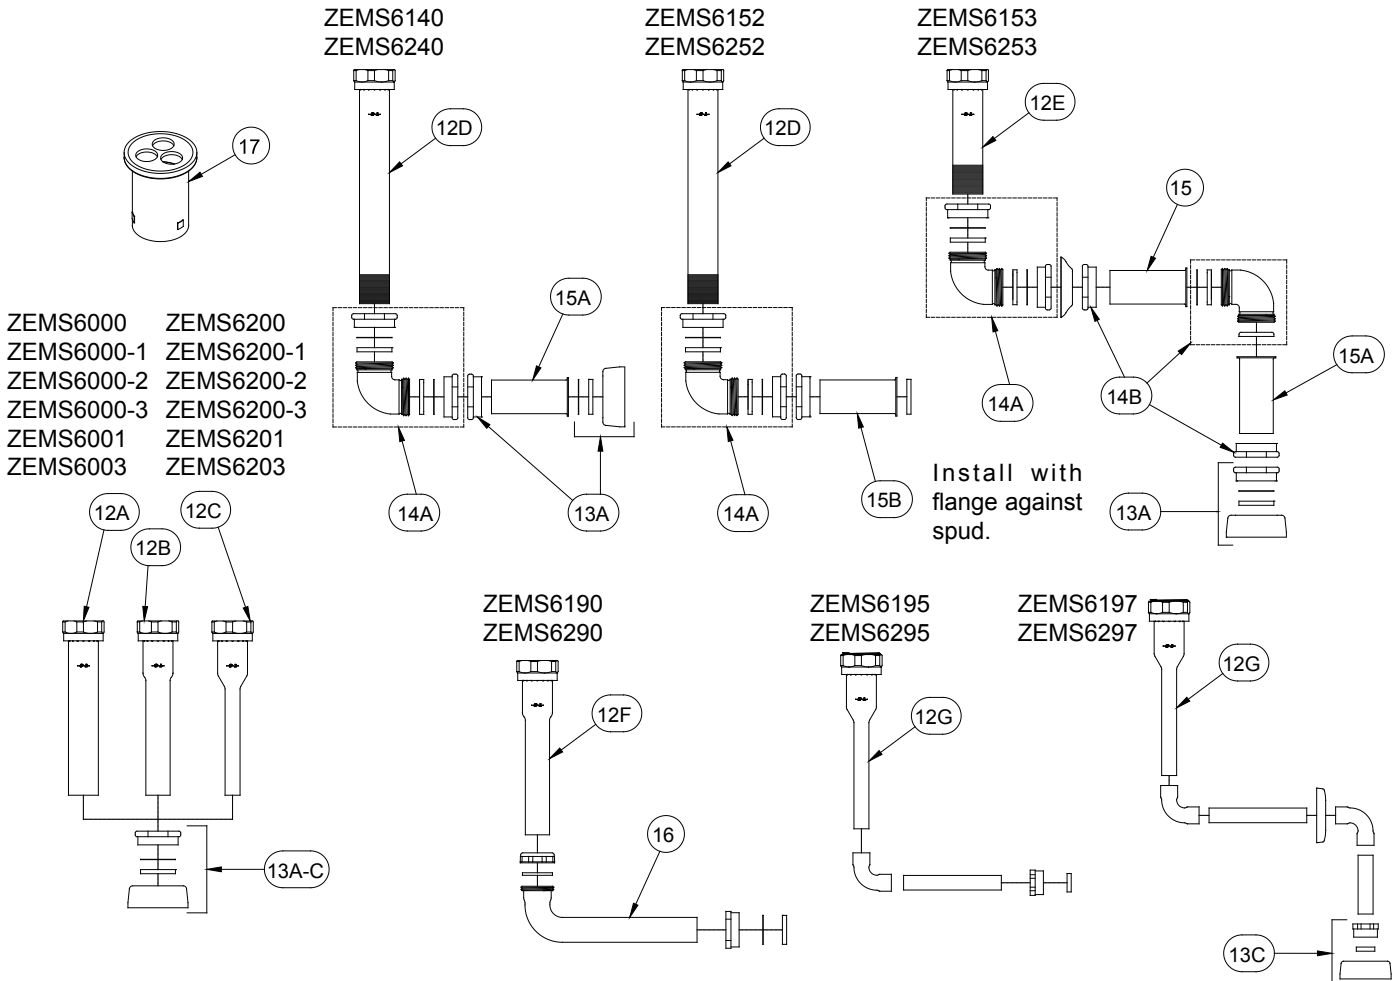 ZEMS6140
ZEMS6240
ZEMS6152
ZEMS6252
ZEMS6153
ZEMS6253
12D
12D
12E
17
15
15A
15A
14A
14B
14A
13A
14A
15B
13A
Install with
flange against
spud.
ZEMS6000 ZEMS6200
ZEMS6000-1 ZEMS6200-1
ZEMS6000-2 ZEMS6200-2
ZEMS6000-3 ZEMS6200-3
ZEMS6001 ZEMS6201
ZEMS6003 ZEMS6203
12A
12B
12C
13A-C
ZEMS6190
ZEMS6290
12F
16
ZEMS6195
ZEMS6295
12G
ZEMS6197
ZEMS6297
12G
13C